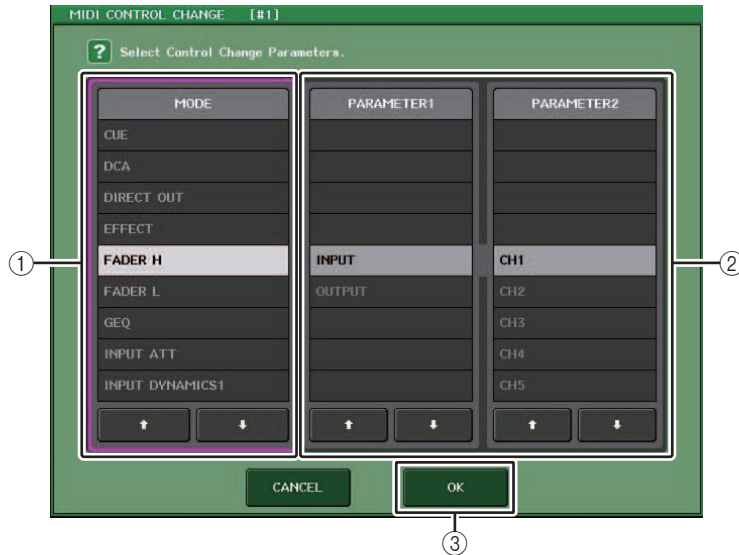 MIDI CONTROL CHANGE [#1]
? Select Control Change Parameters.
MODE
CUE
DCA
DIRECT OUT
EFFECT
FADER H
FADER L
GEQ
INPUT ATT
INPUT DYNAMICS1
PARAMETER1
INPUT
OUTPUT
PARAMETER2
CH1
CH2
CH3
CH4
CH5
CANCEL
OK
①
②
③